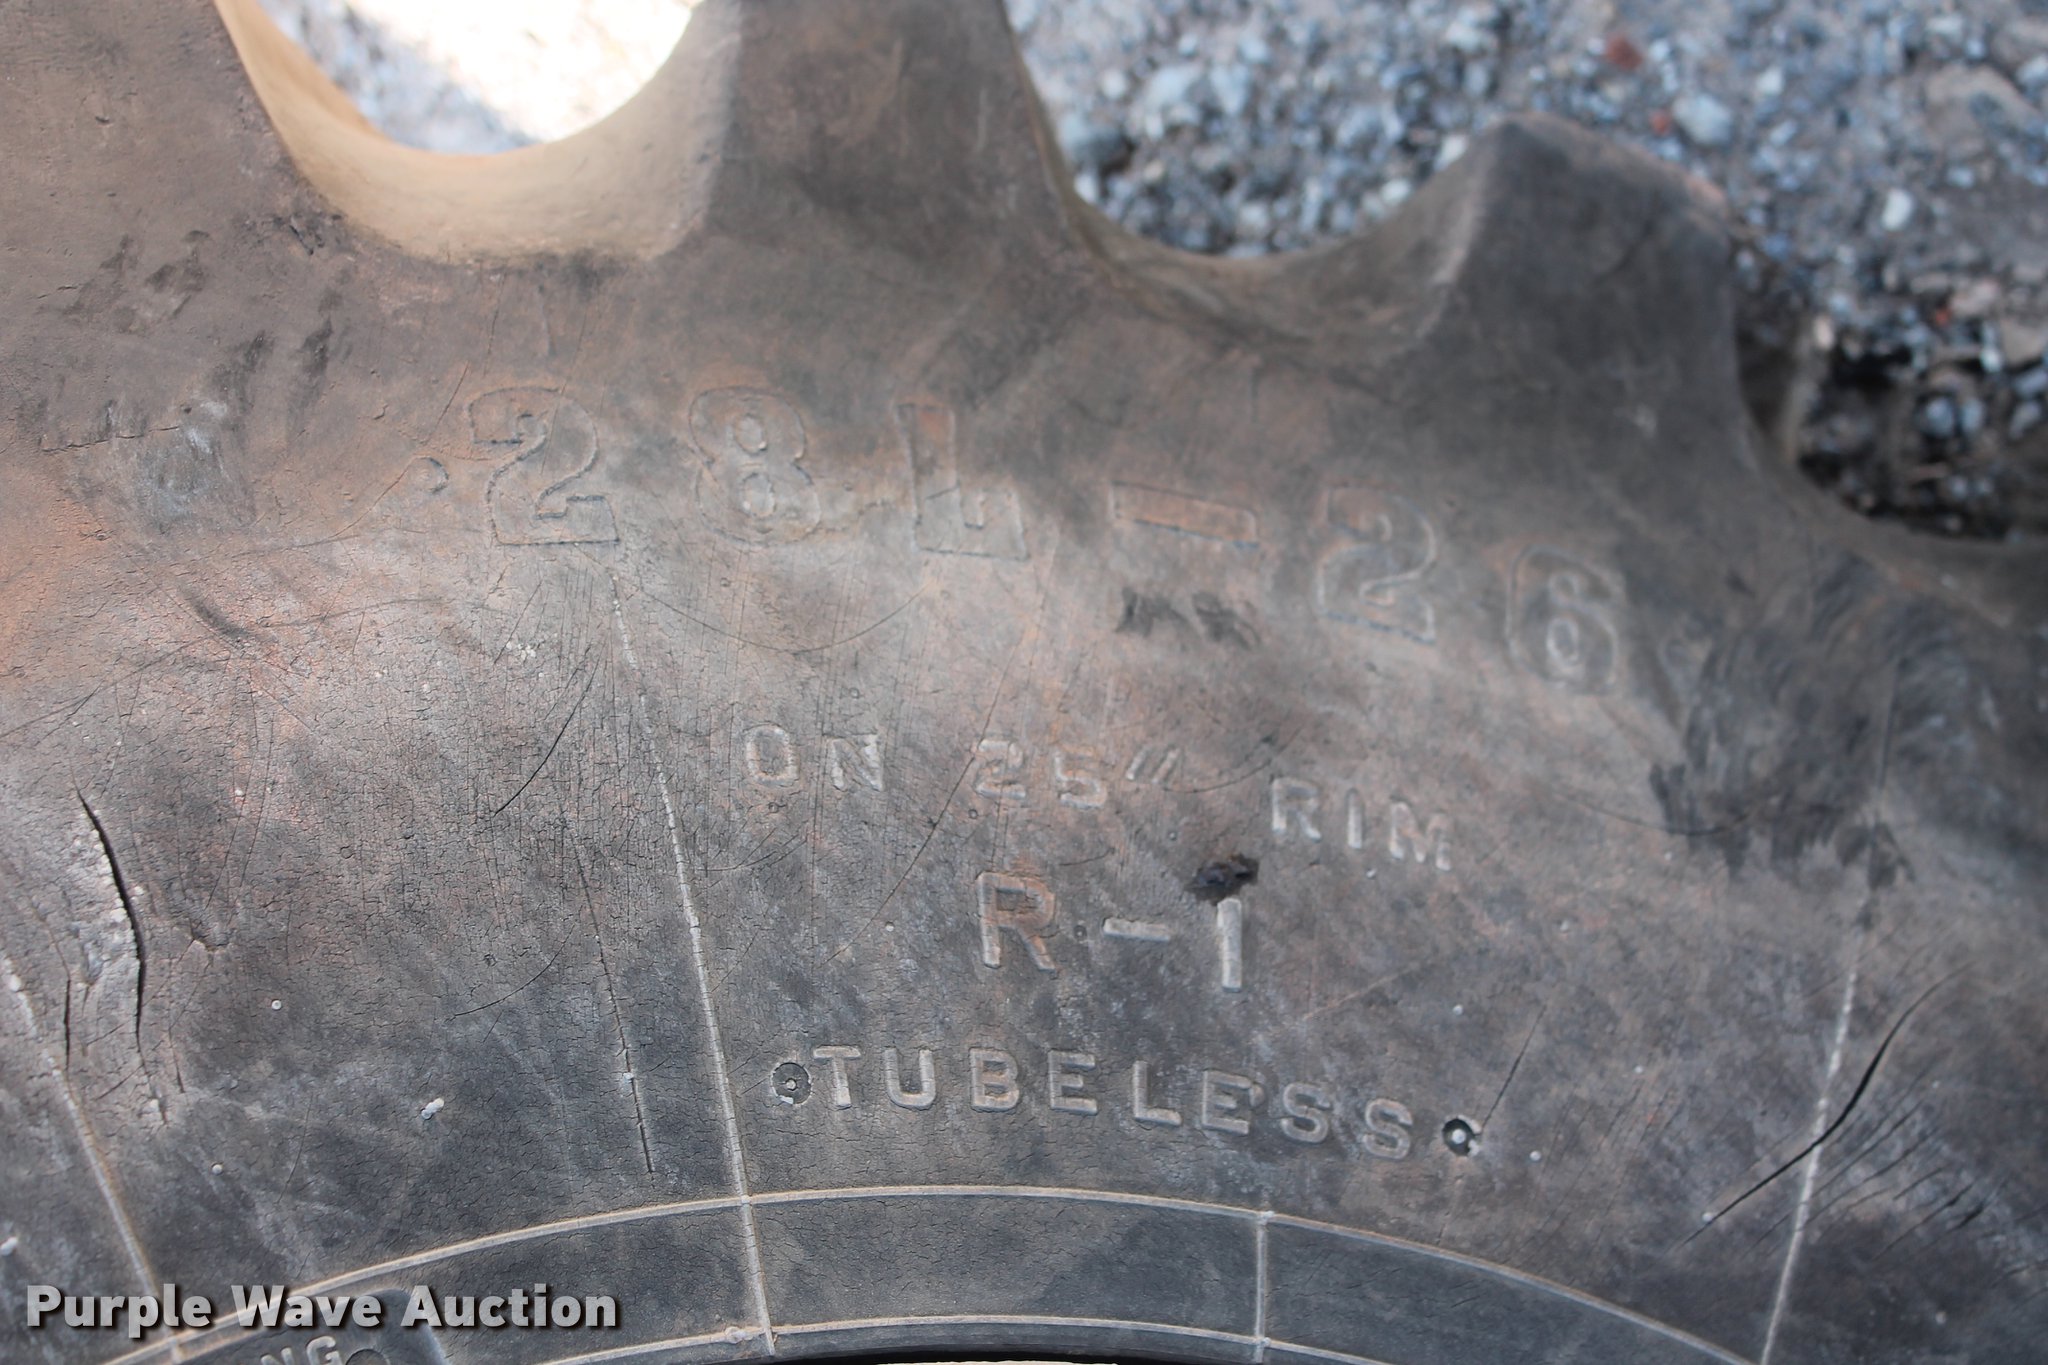 28L-26
ON 25" RIM
R-1
TUBELESS
Purple Wave Auction